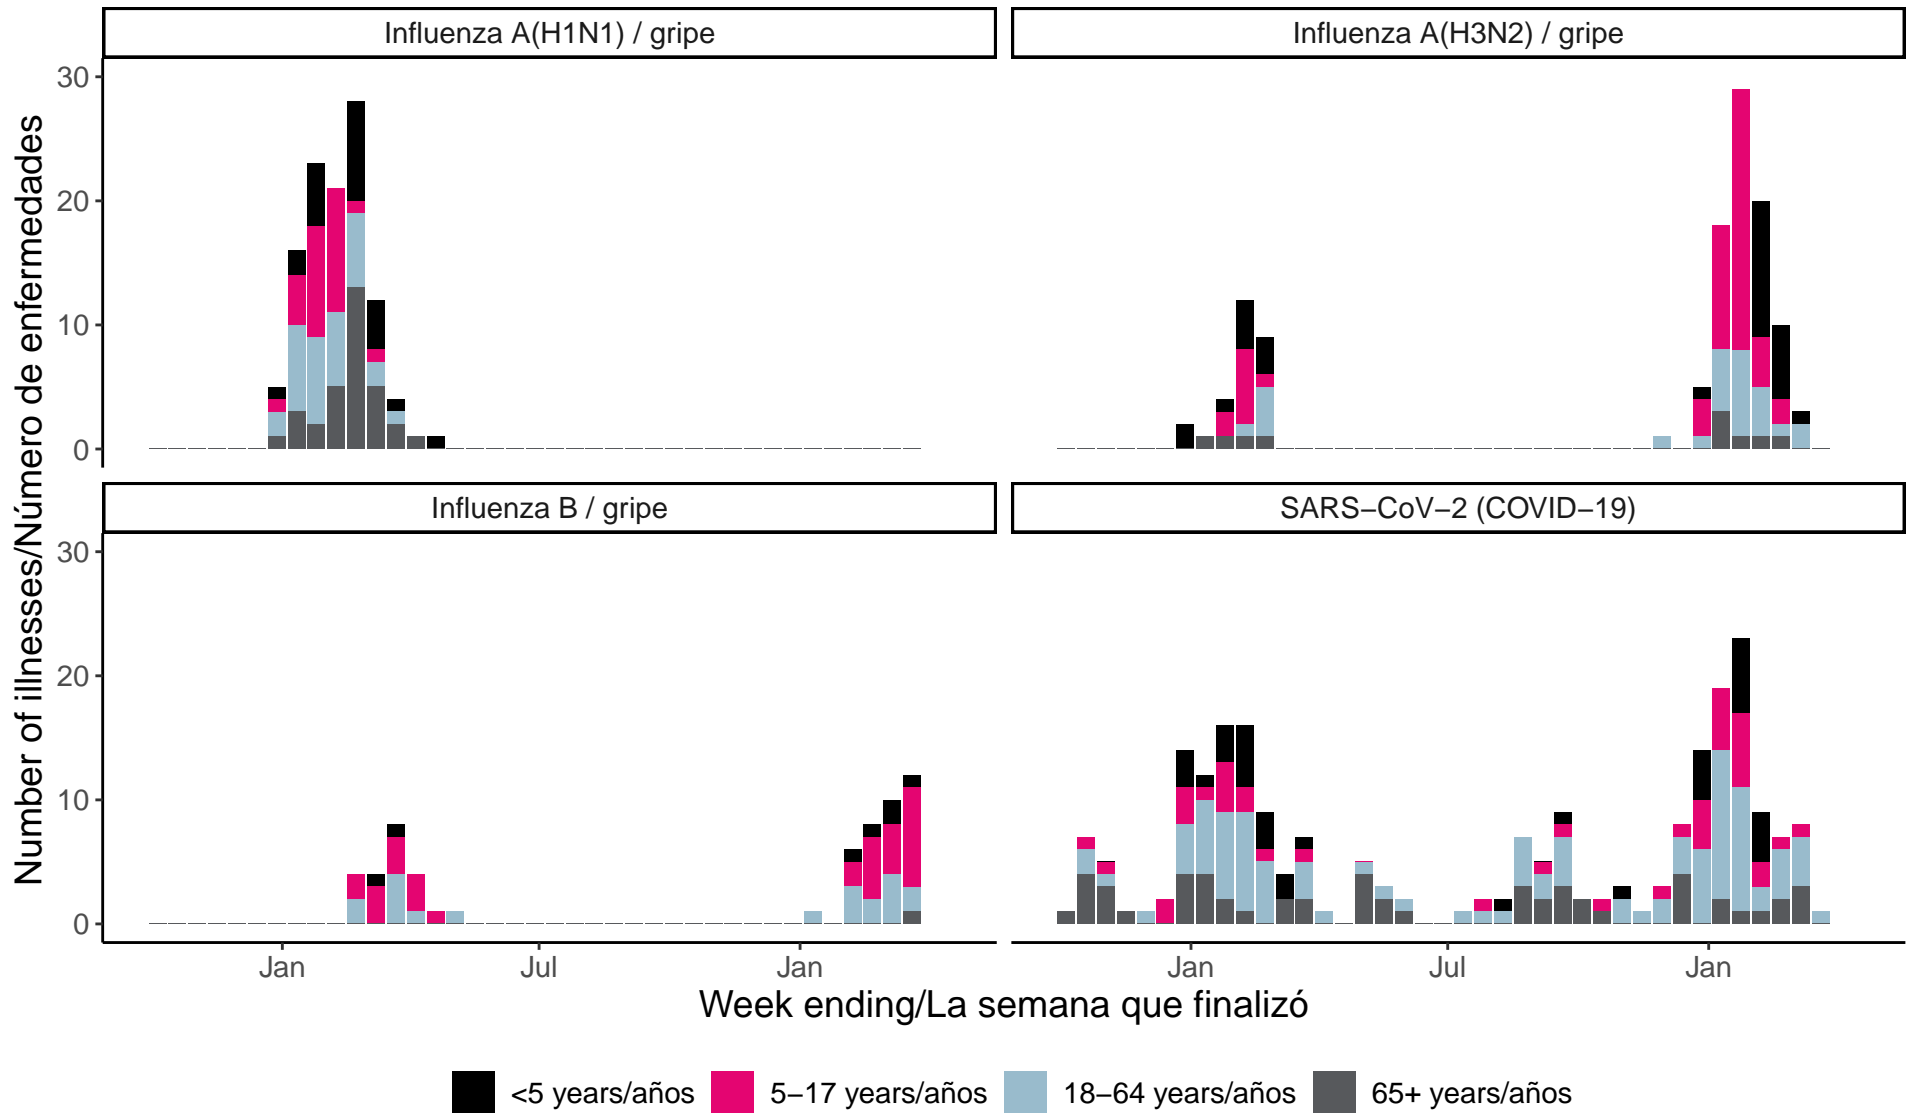 Influenza A(H1N1) / gripe
Influenza A(H3N2) / gripe
30
20
10
0
Influenza B / gripe
SARS−CoV−2 (COVID−19)
30
20
10
0
Number of illnesses/Número de enfermedades
Jan
Jul
Jan
Jan
Jul
Jan
Week ending/La semana que finalizó
<5 years/años
5−17 years/años
18−64 years/años
65+ years/años